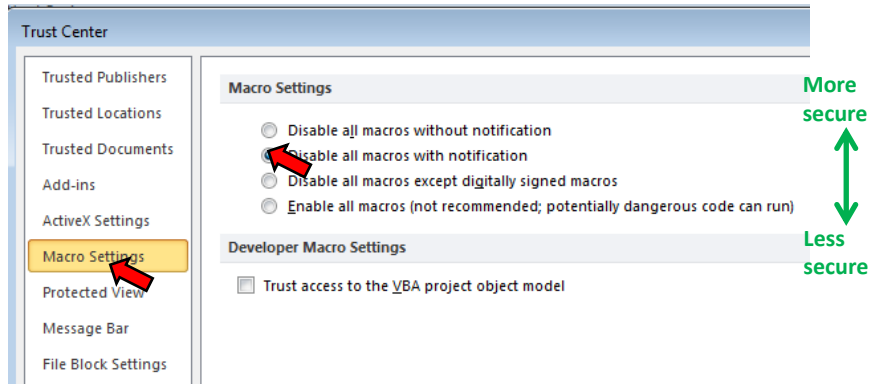 Trust Center
Trusted Publishers
Trusted Locations
Trusted Documents
Add-ins
ActiveX Settings
Macro Settings
Protected View
Message Bar
File Block Settings
Macro Settings
Disable all macros without notification
Disable all macros with notification
Disable all macros except digitally signed macros
Enable all macros (not recommended; potentially dangerous code can run)
Developer Macro Settings
Trust access to the VBA project object model
More
secure
Less
secure